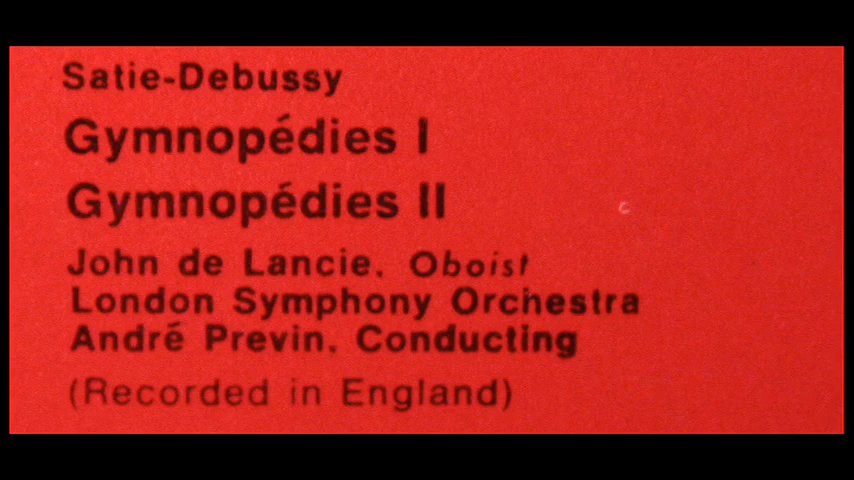 Satie-Debussy
Gymnopédies I
Gymnopédies II
John de Lancie, Oboist
London Symphony Orchestra
André Previn, Conducting
(Recorded in England)